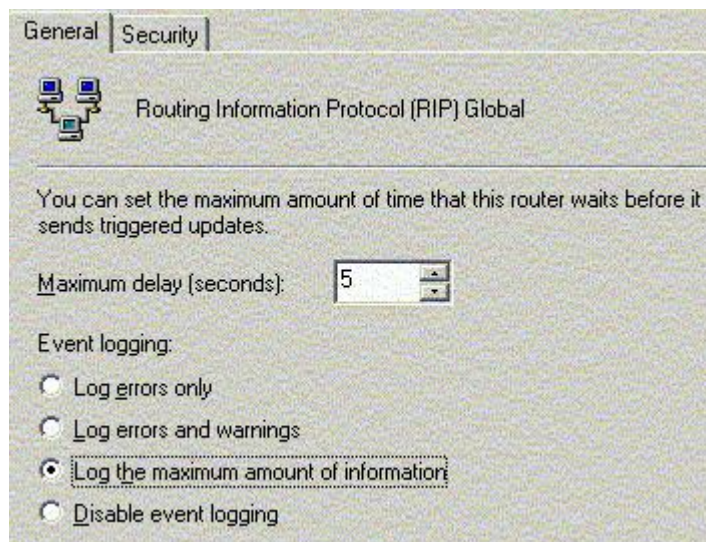 General Security
Routing Information Protocol (RIP) Global
You can set the maximum amount of time that this router waits before it
sends triggered updates.
Maximum delay (seconds): 5
Event logging:
Log errors only
Log errors and warnings
Log the maximum amount of information
Disable event logging